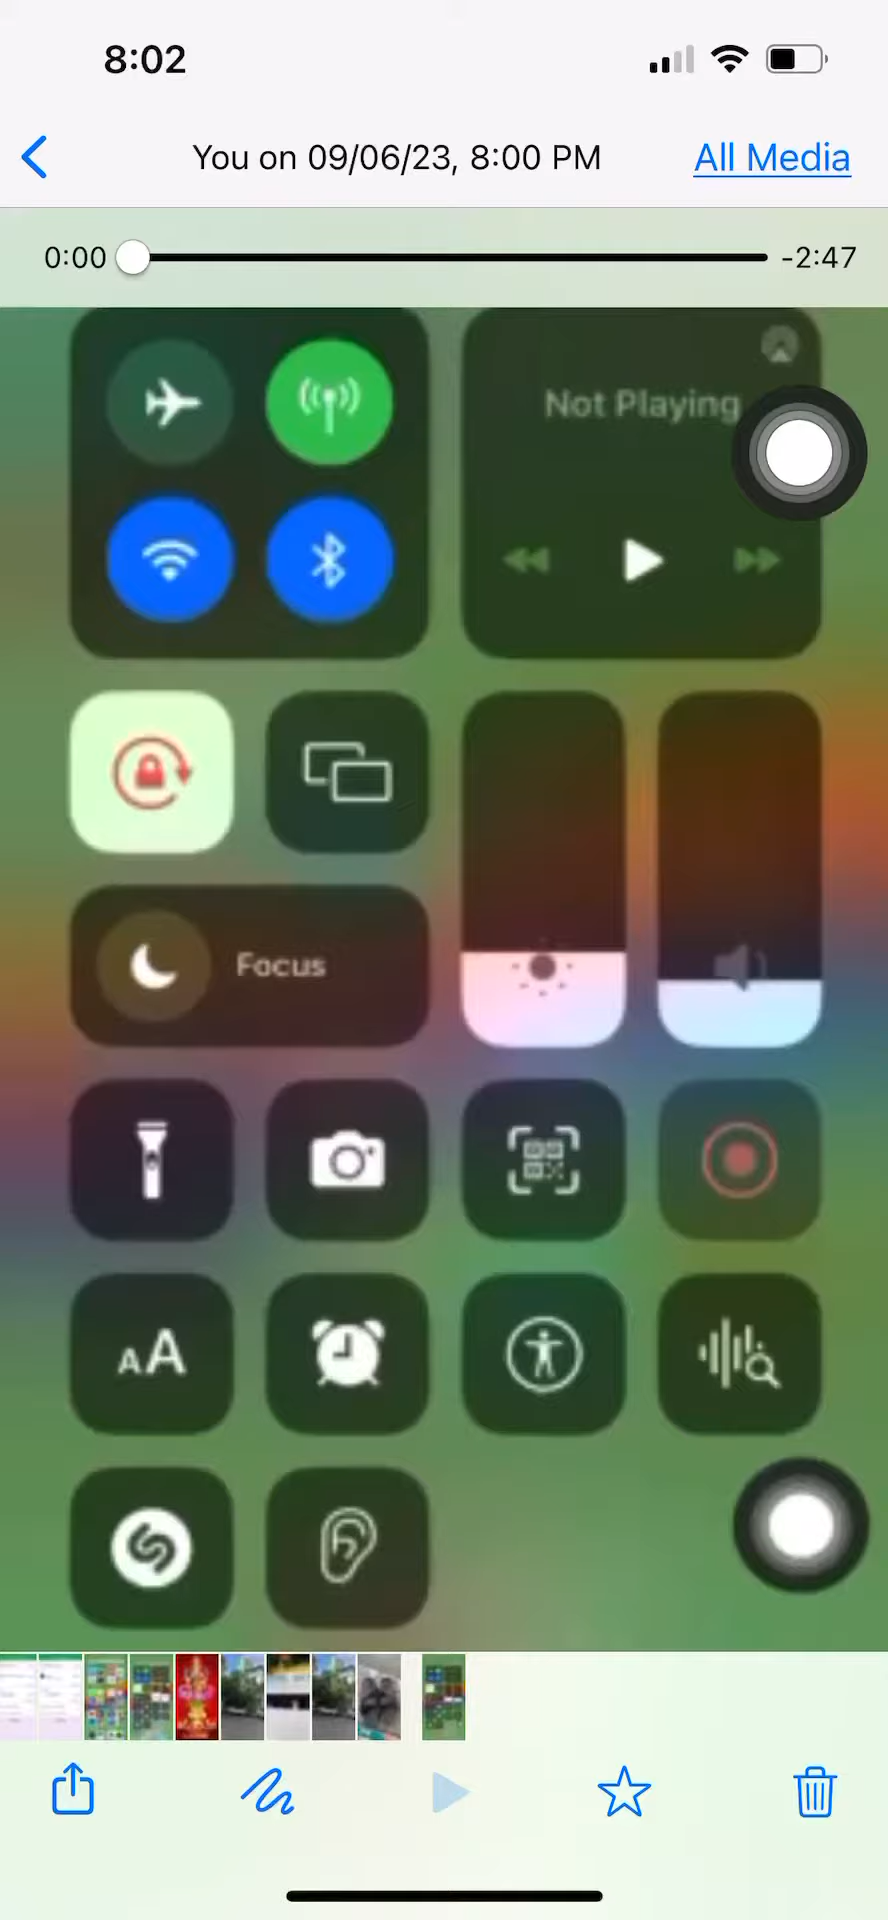 8:02
You on 09/06/23, 8:00 PM
All Media
0:00
-2:47
Not Playing
Focus
AA